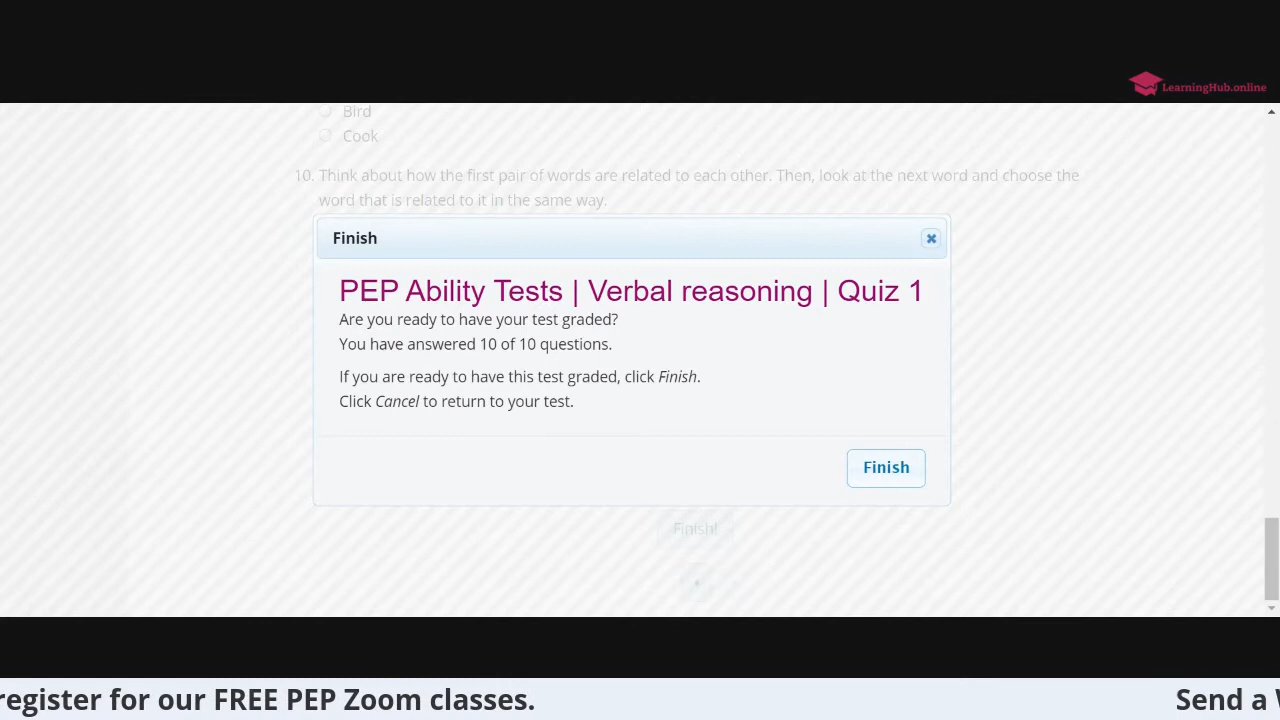 LearningHub.online
Bird
Cook
10. Think about how the first pair of words are related to each other. Then, look at the next word and choose the
word that is related to it in the same way.
Finish
PEP Ability Tests | Verbal reasoning | Quiz 1
Are you ready to have your test graded?
You have answered 10 of 10 questions.
If you are ready to have this test graded, click Finish.
Click Cancel to return to your test.
Finish
Finish!
register for our FREE PEP Zoom classes. Send a